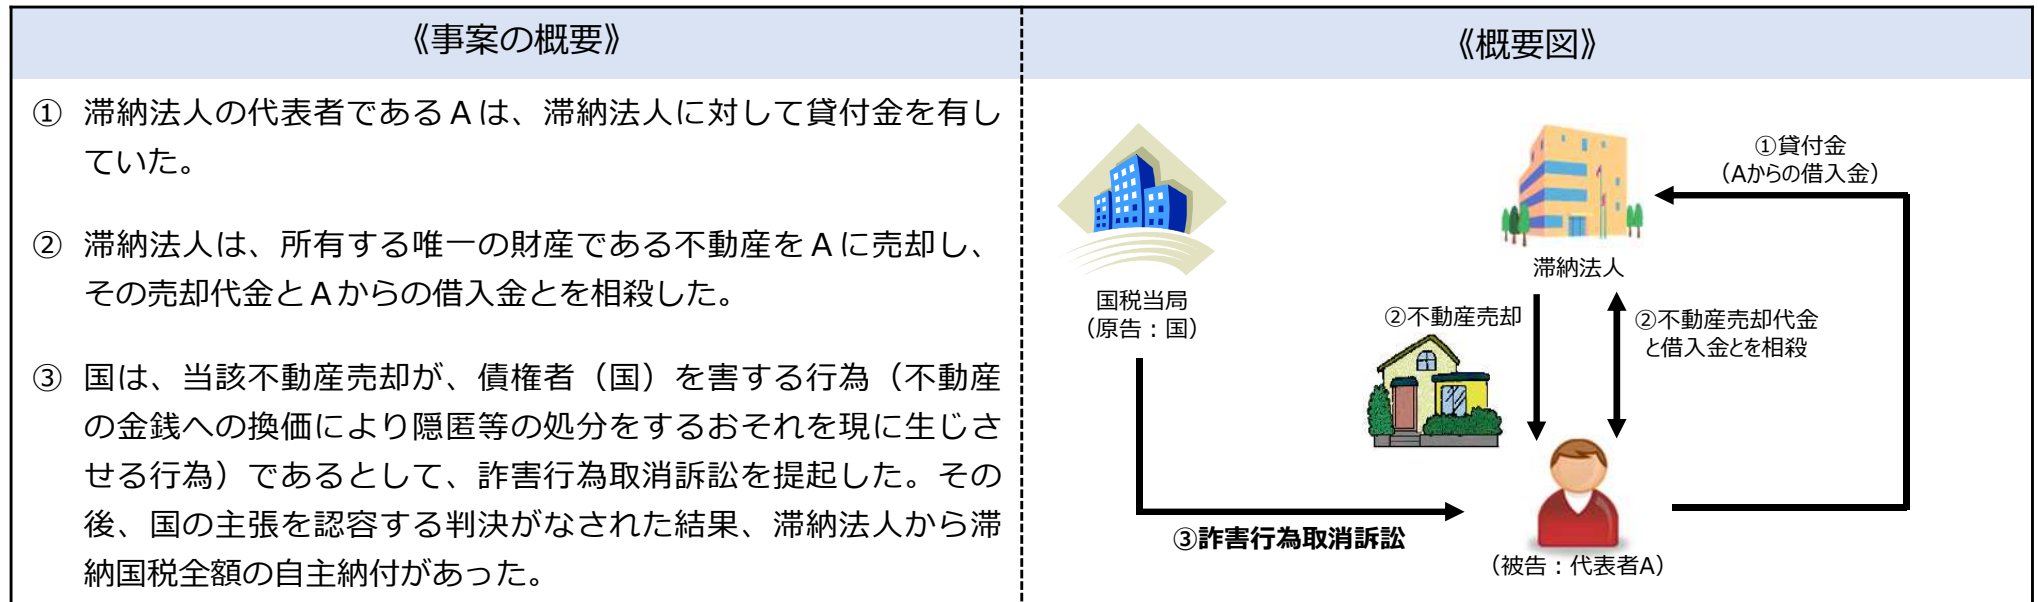 《事案の概要》
① 滞納法人の代表者であるAは、滞納法人に対して貸付金を有し
ていた。
② 滞納法人は、所有する唯一の財産である不動産をAに売却し、
その売却代金とAからの借入金とを相殺した。
③ 国は、当該不動産売却が、債権者（国）を害する行為（不動産
の金銭への換価により隠匿等の処分をするおそれを現に生じさ
せる行為）であるとして、詐害行為取消訴訟を提起した。その
後、国の主張を認容する判決がなされた結果、滞納法人から滞
納国税全額の自主納付があった。
《概要図》
①貸付金
（Aからの借入金）
滞納法人
国税当局
（原告：国）
②不動産売却
②不動産売却代金
と借入金とを相殺
③詐害行為取消訴訟
（被告：代表者A）